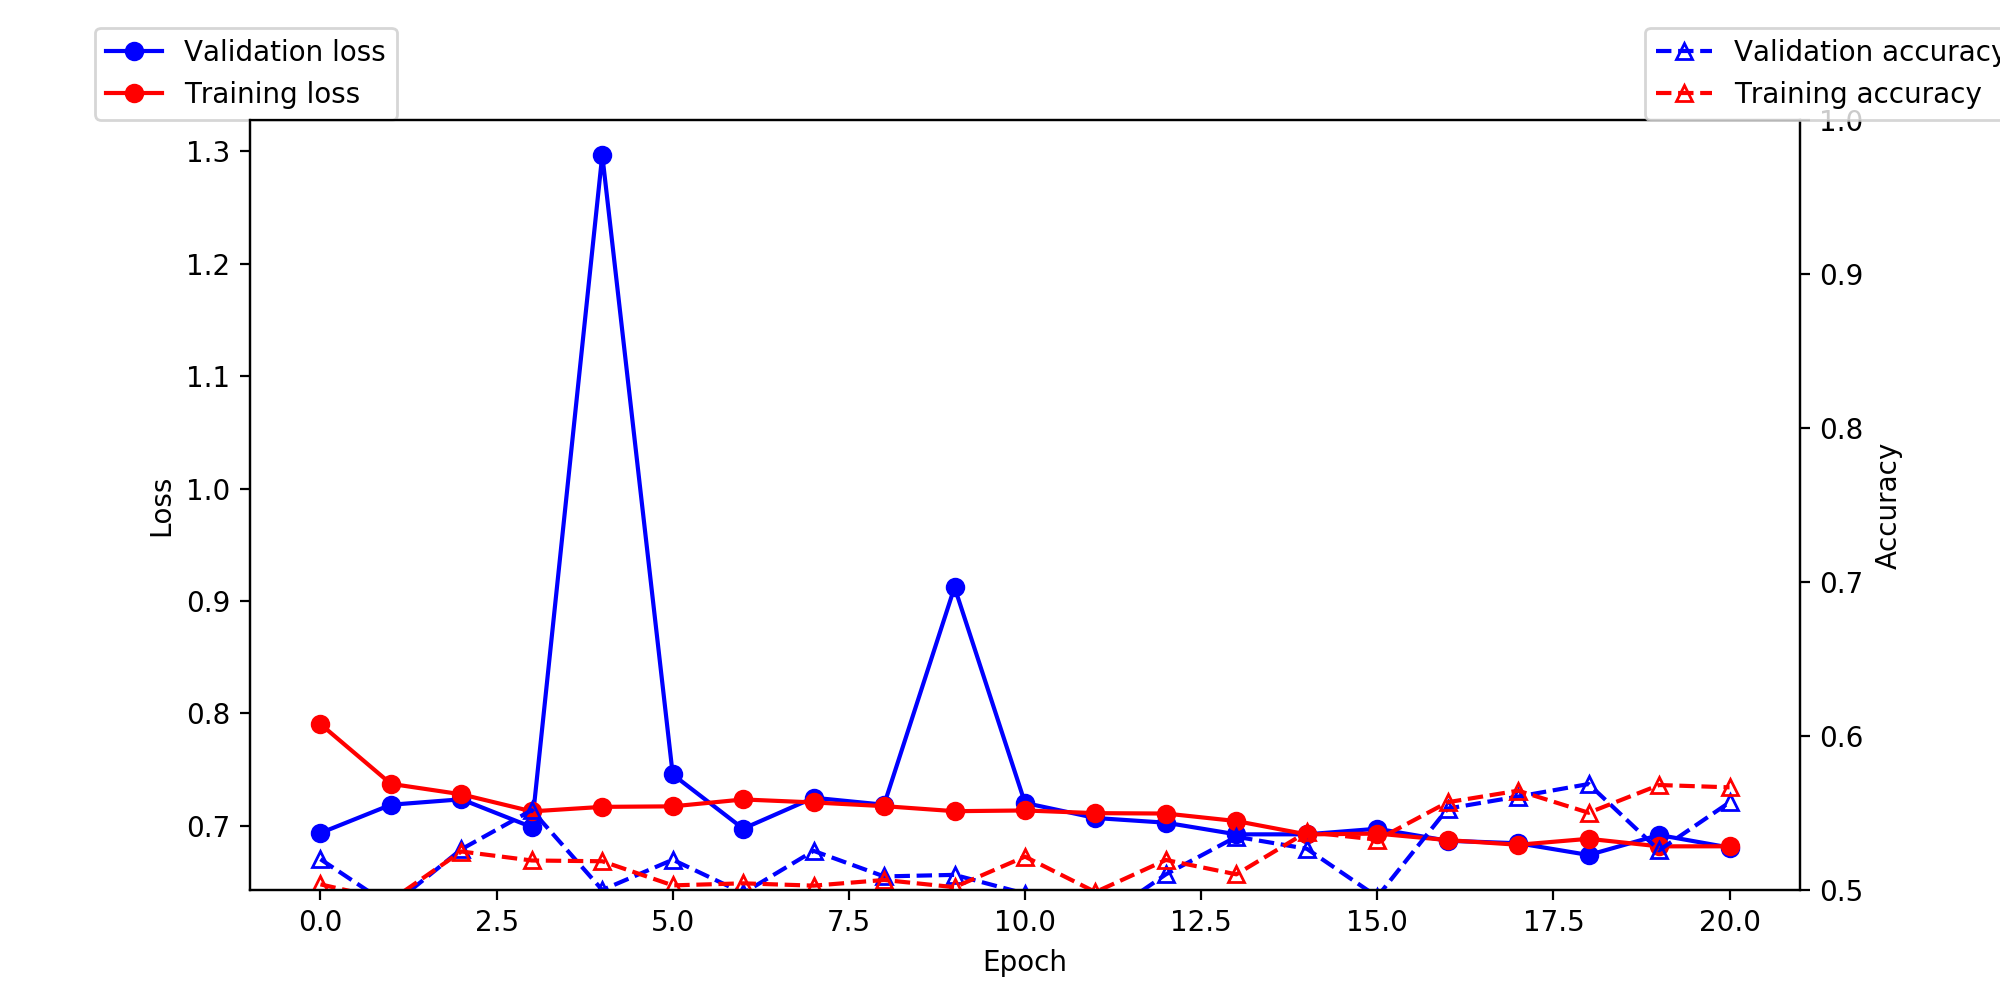 Validation loss
Training loss
Validation accuracy
Training accuracy
1.3
1.2
1.1
1.0
0.9
0.8
0.7
Loss
1.0
0.9
0.8
0.7
0.6
0.5
Accuracy
0.0 2.5 5.0 7.5 10.0 12.5 15.0 17.5 20.0
Epoch